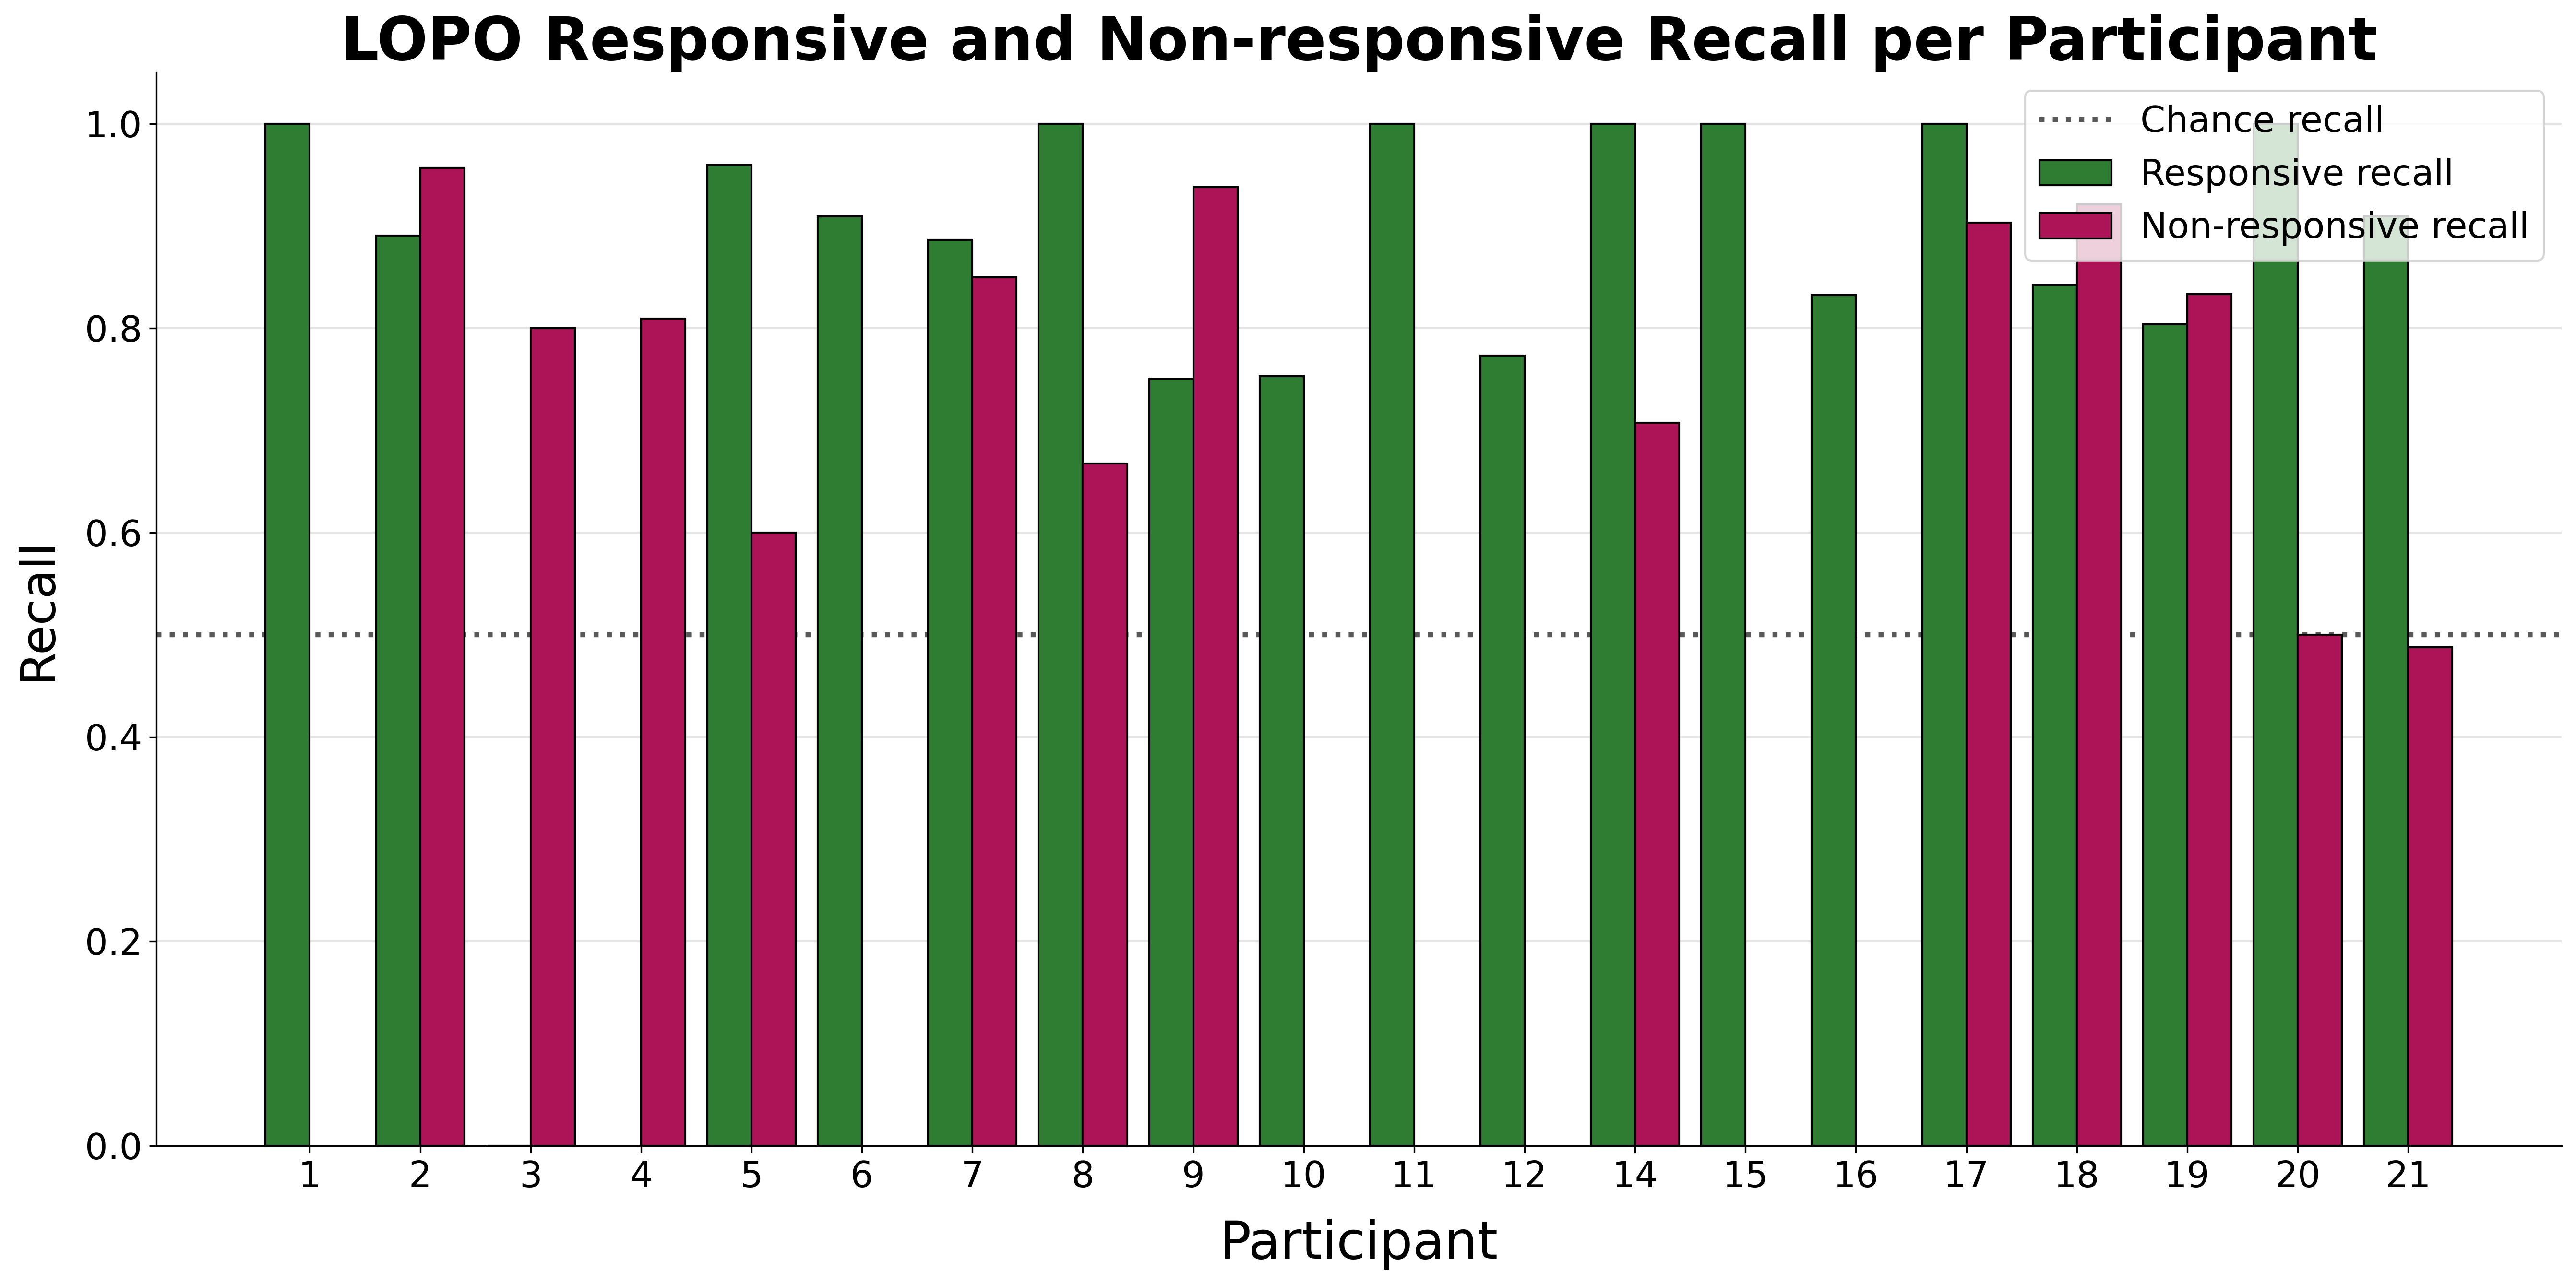 LOPO Responsive and Non-responsive Recall per Participant
Chance recall
Responsive recall
Non-responsive recall
1.0
0.8
0.6
0.4
0.2
0.0
Recall
1 2 3 4 5 6 7 8 9 10 11 12 14 15 16 17 18 19 20 21
Participant